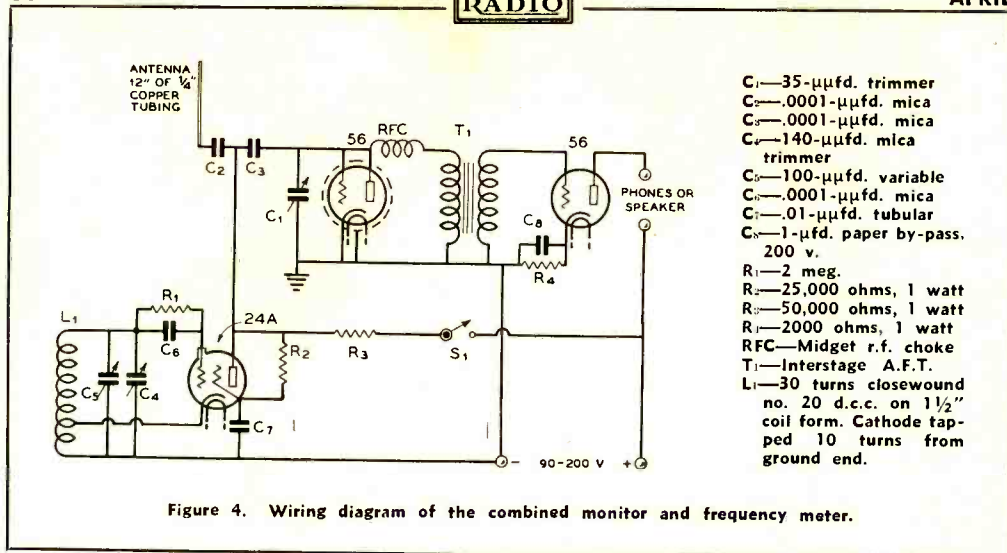 RADIO
ANTENNA
12" OF ¼"
COPPER
TUBING
C₂
C₃
C₁
56
RFC
T₁
56
C₈
R₄
PHONES OR
SPEAKER
L₁
R₁
C₆
24A
C₅
C₄
R₂
R₃
S₁
C₇
- 90-200 V +
C₁—35-μμfd. trimmer
C₂—.0001-μμfd. mica
C₃—.0001-μμfd. mica
C₄—140-μμfd. mica
trimmer
C₅—100-μμfd. variable
C₆—.0001-μμfd. mica
C₇—.01-μμfd. tubular
C₈—1-μfd. paper by-pass,
200 v.
R₁—2 meg.
R₂—25,000 ohms, 1 watt
R₃—50,000 ohms, 1 watt
R₄—2000 ohms, 1 watt
RFC—Midget r.f. choke
T₁—Interstage A.F.T.
L₁—30 turns closewound
no. 20 d.c.c. on 1½"
coil form. Cathode tap-
ped 10 turns from
ground end.
Figure 4. Wiring diagram of the combined monitor and frequency meter.